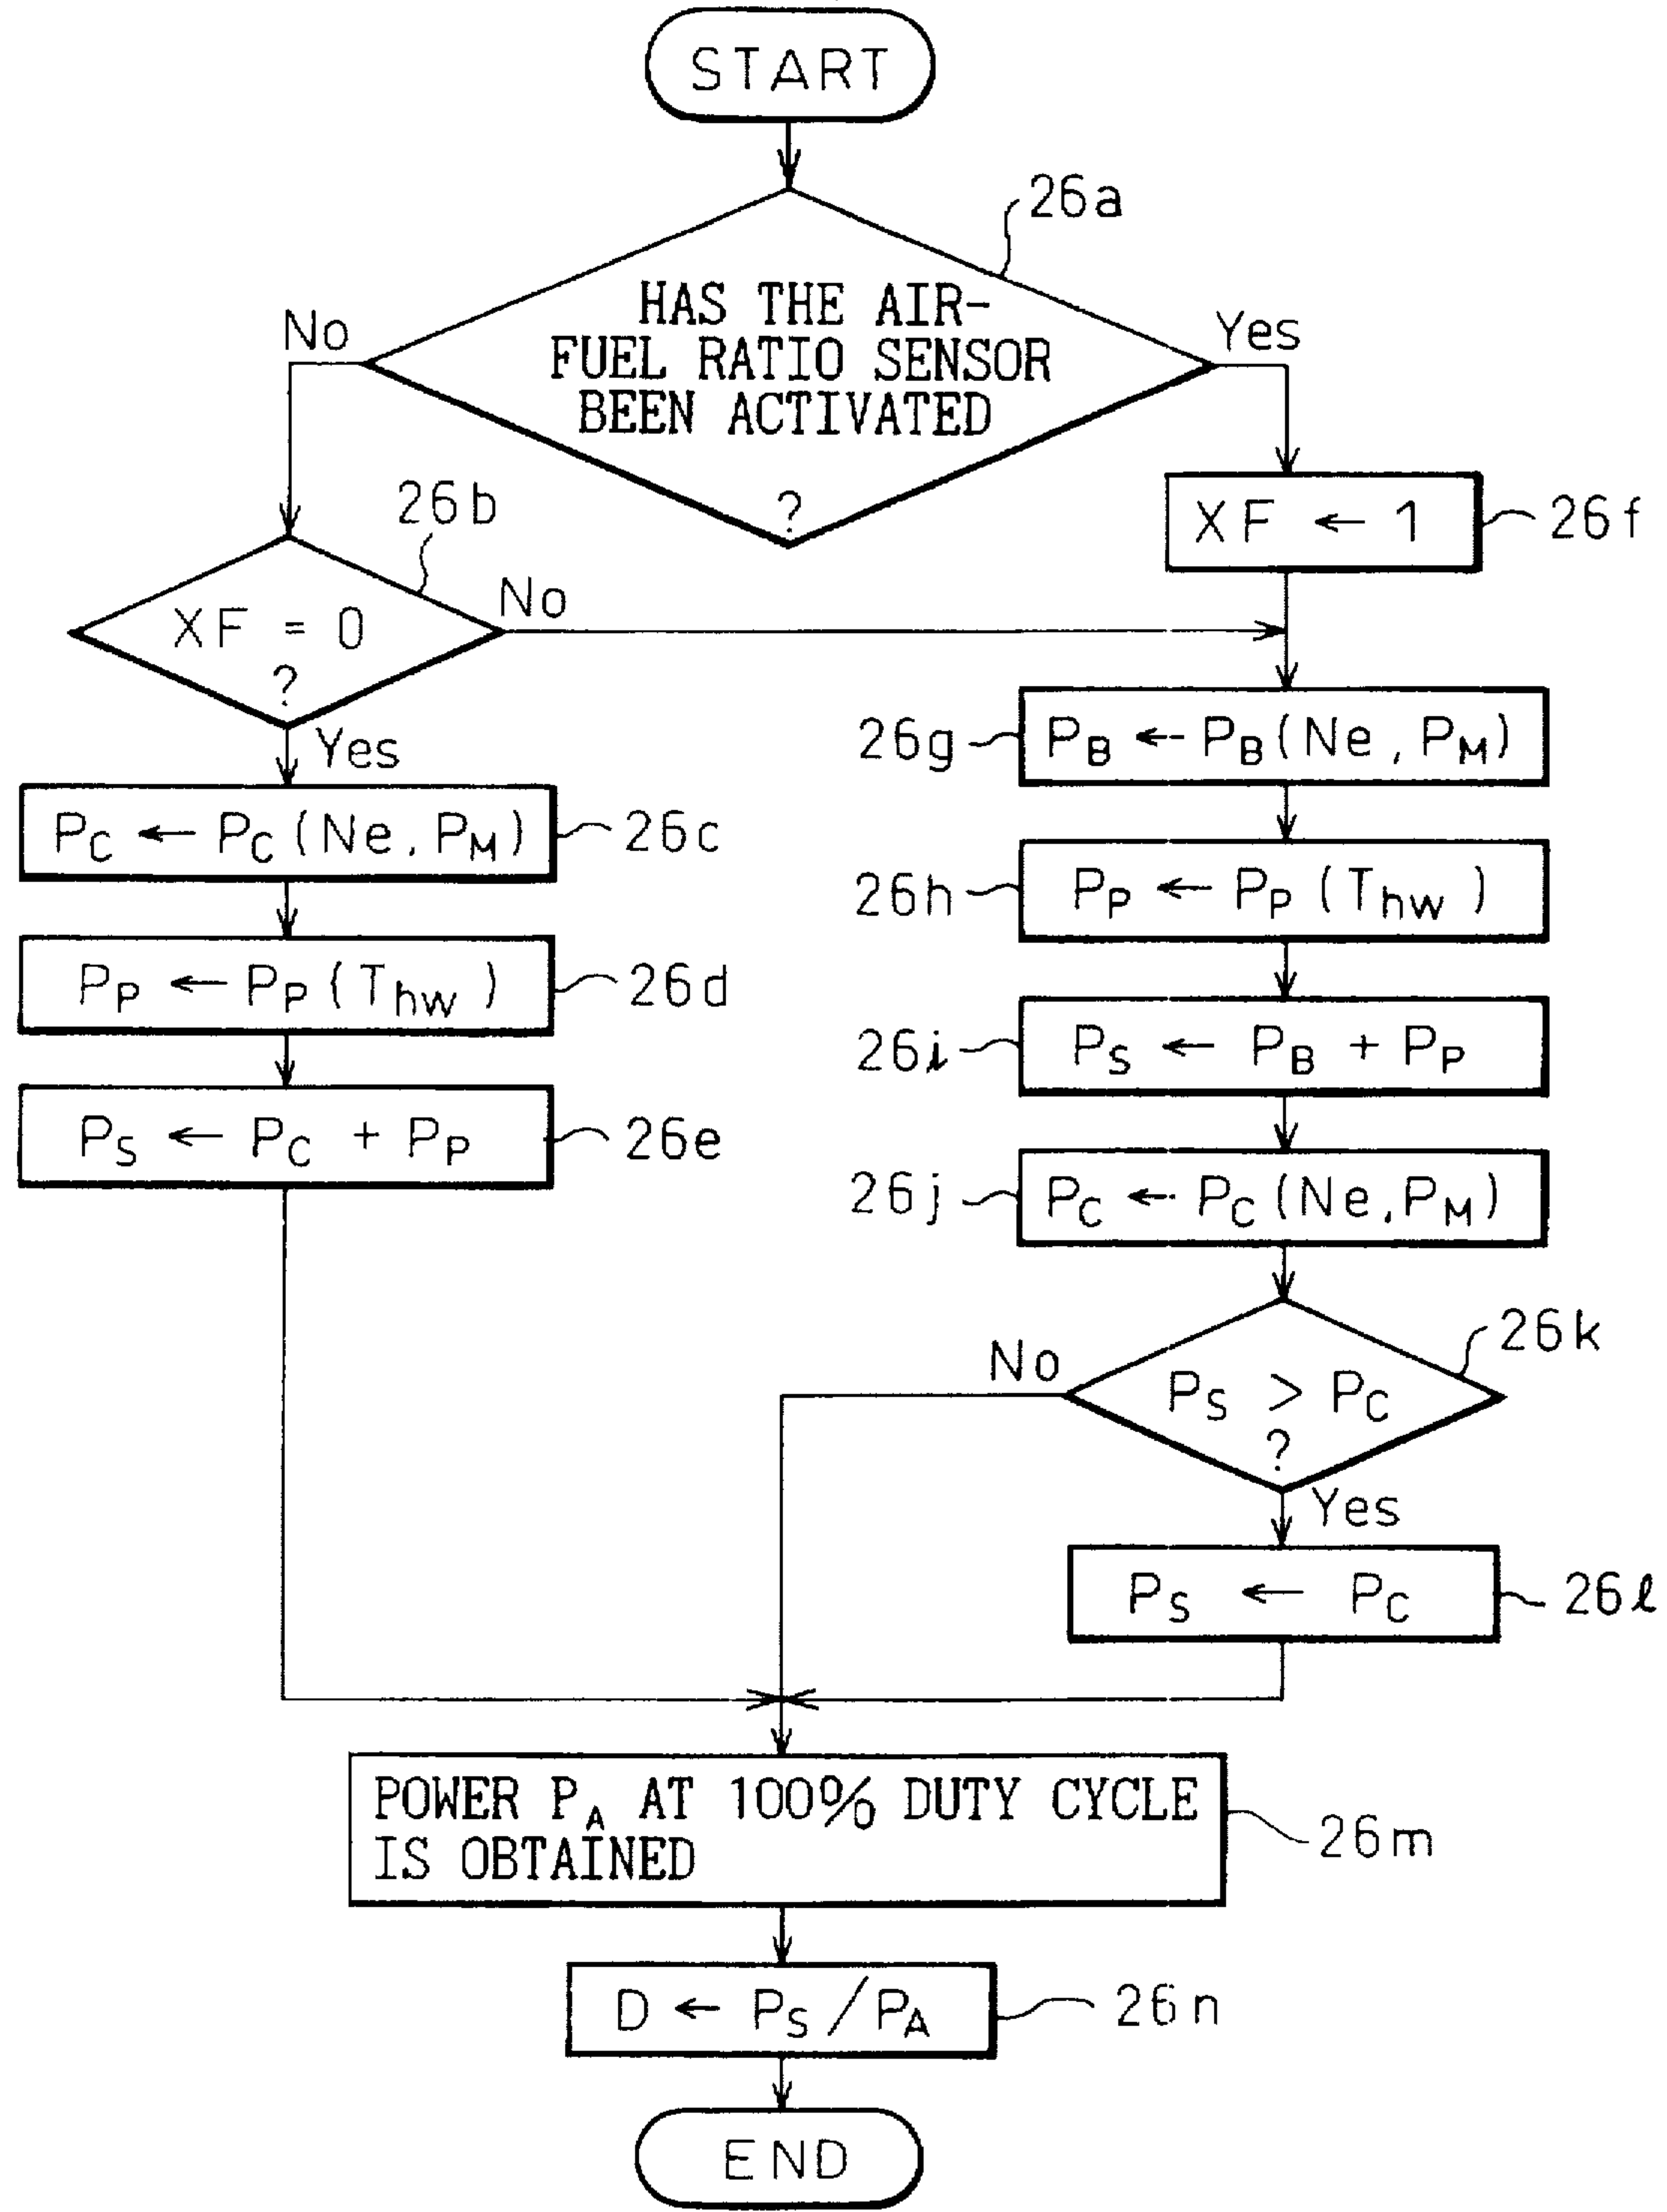 START
26a
HAS THE AIR-
FUEL RATIO SENSOR
BEEN ACTIVATED
?
No
Yes
XF ← 1
26f
26b
XF = 0
?
No
Yes
26g
PB ← PB(Ne, PM)
PC ← PC(Ne, PM)
26c
26h
PP ← PP(Thw)
PP ← PP(Thw)
26d
26i
PS ← PB + PP
PS ← PC + PP
26e
26j
PC ← PC(Ne, PM)
26k
PS > PC
?
No
Yes
PS ← PC
26l
POWER PA AT 100% DUTY CYCLE
IS OBTAINED
26m
D ← PS/PA
26n
END